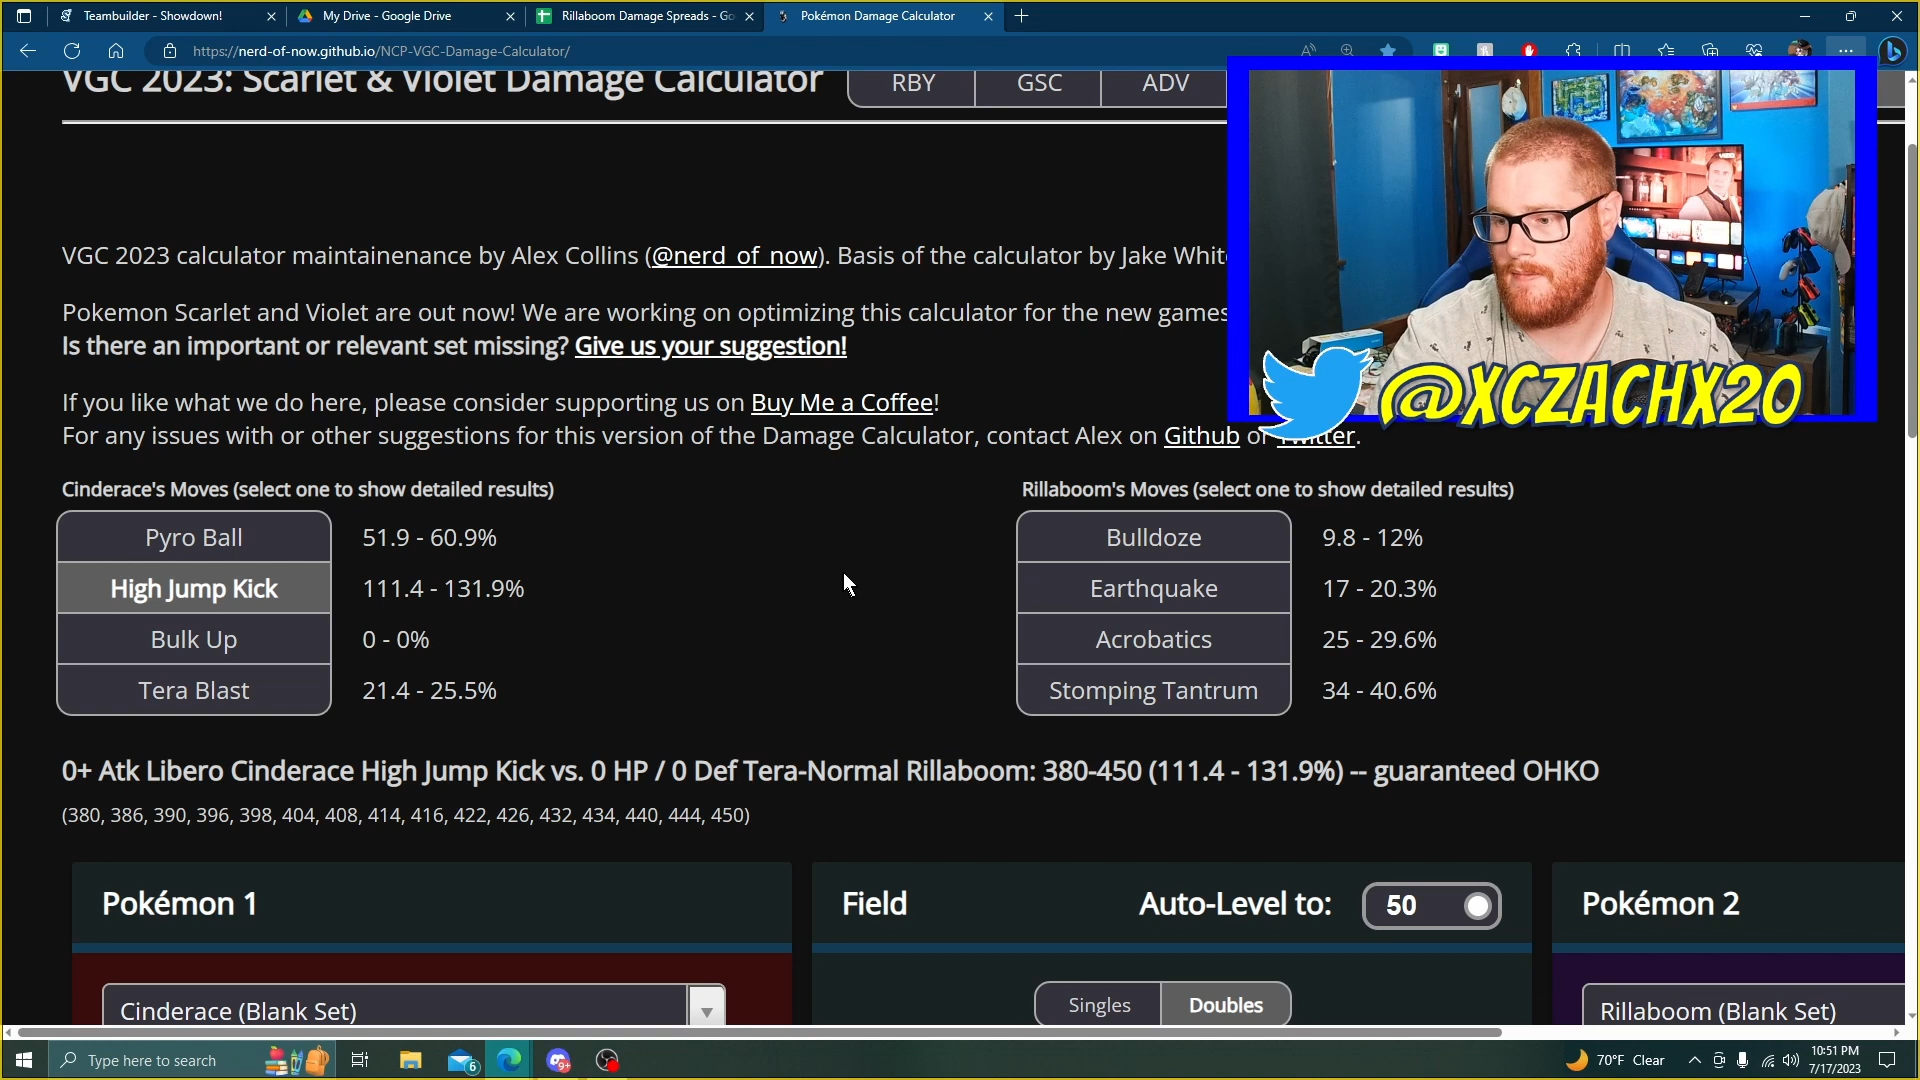 Teambuilder - Showdown!
My Drive - Google Drive
Rillaboom Damage Spreads - Go
Pokémon Damage Calculator
https://nerd-of-now.github.io/NCP-VGC-Damage-Calculator/
VGC 2023: Scarlet & Violet Damage Calculator
RBY
GSC
ADV
VGC 2023 calculator maintainenance by Alex Collins (@nerd_of_now). Basis of the calculator by Jake Whit
Pokemon Scarlet and Violet are out now! We are working on optimizing this calculator for the new games
Is there an important or relevant set missing? Give us your suggestion!
If you like what we do here, please consider supporting us on Buy Me a Coffee!
For any issues with or other suggestions for this version of the Damage Calculator, contact Alex on Github or Twitter.
@XCZACHX20
Cinderace's Moves (select one to show detailed results)
Pyro Ball 51.9 - 60.9%
High Jump Kick 111.4 - 131.9%
Bulk Up 0 - 0%
Tera Blast 21.4 - 25.5%
Rillaboom's Moves (select one to show detailed results)
Bulldoze 9.8 - 12%
Earthquake 17 - 20.3%
Acrobatics 25 - 29.6%
Stomping Tantrum 34 - 40.6%
0+ Atk Libero Cinderace High Jump Kick vs. 0 HP / 0 Def Tera-Normal Rillaboom: 380-450 (111.4 - 131.9%) -- guaranteed OHKO
(380, 386, 390, 396, 398, 404, 408, 414, 416, 422, 426, 432, 434, 440, 444, 450)
Pokémon 1
Cinderace (Blank Set)
Field
Auto-Level to: 50
Singles
Doubles
Pokémon 2
Rillaboom (Blank Set)
Type here to search
6
9+
70°F Clear
10:51 PM
7/17/2023